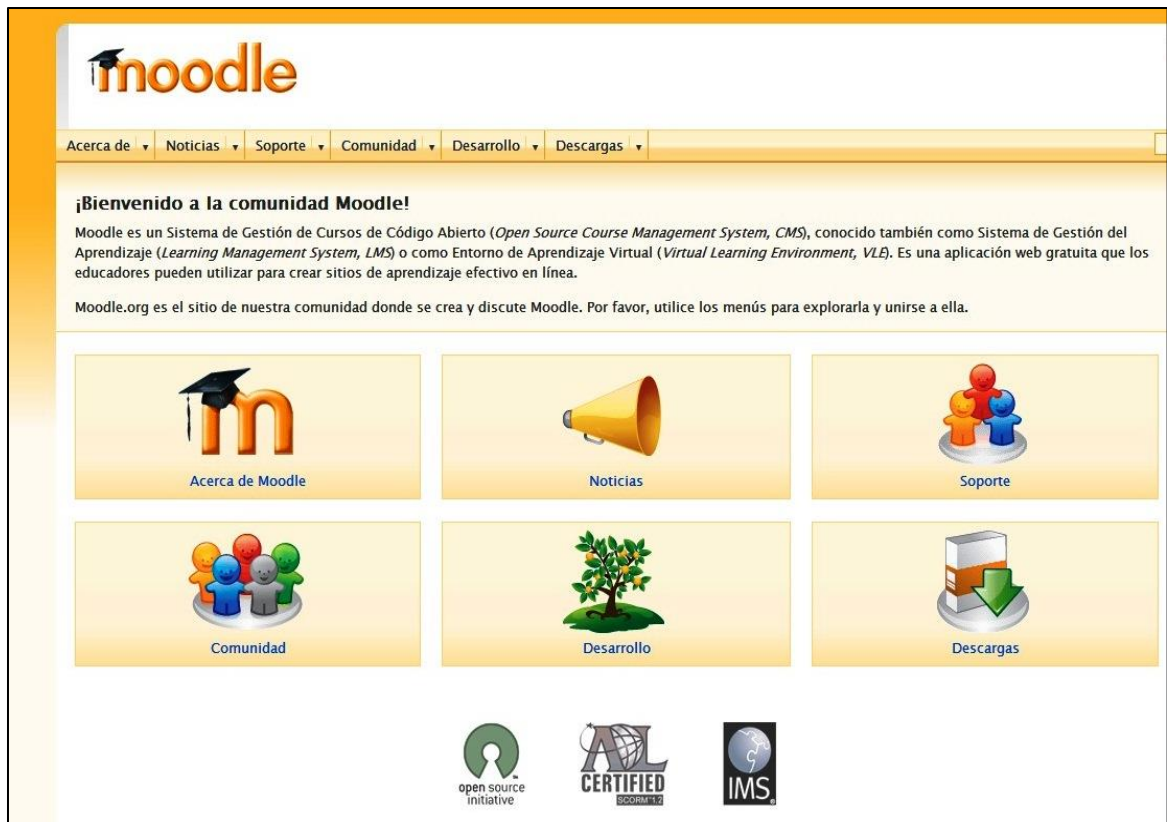 moodle
Acerca de Noticias Soporte Comunidad Desarrollo Descargas
¡Bienvenido a la comunidad Moodle!
Moodle es un Sistema de Gestión de Cursos de Código Abierto (Open Source Course Management System, CMS), conocido también como Sistema de Gestión del
Aprendizaje (Learning Management System, LMS) o como Entorno de Aprendizaje Virtual (Virtual Learning Environment, VLE). Es una aplicación web gratuita que los
educadores pueden utilizar para crear sitios de aprendizaje efectivo en línea.
Moodle.org es el sitio de nuestra comunidad donde se crea y discute Moodle. Por favor, utilice los menús para explorarla y unirse a ella.
m
Acerca de Moodle
Noticias
Soporte
Comunidad
Desarrollo
Descargas
open source
initiative
ADL
CERTIFIED
SCORM 1.2
IMS